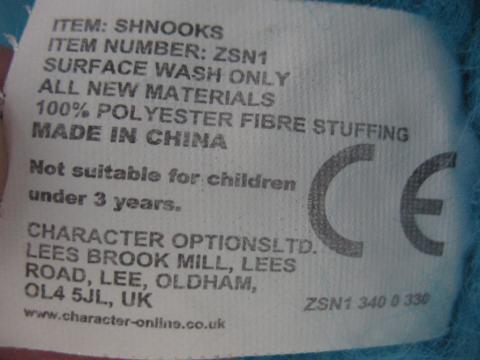 ITEM: SHNOOKS
ITEM NUMBER: ZSN1
SURFACE WASH ONLY
ALL NEW MATERIALS
100% POLYESTER FIBRE STUFFING
MADE IN CHINA
Not suitable for children
under 3 years.
CE
CHARACTER OPTIONSLTD.
LEES BROOK MILL, LEES
ROAD, LEE, OLDHAM,
OL4 5JL, UK
www.character-online.co.uk
ZSN1 340 0 330